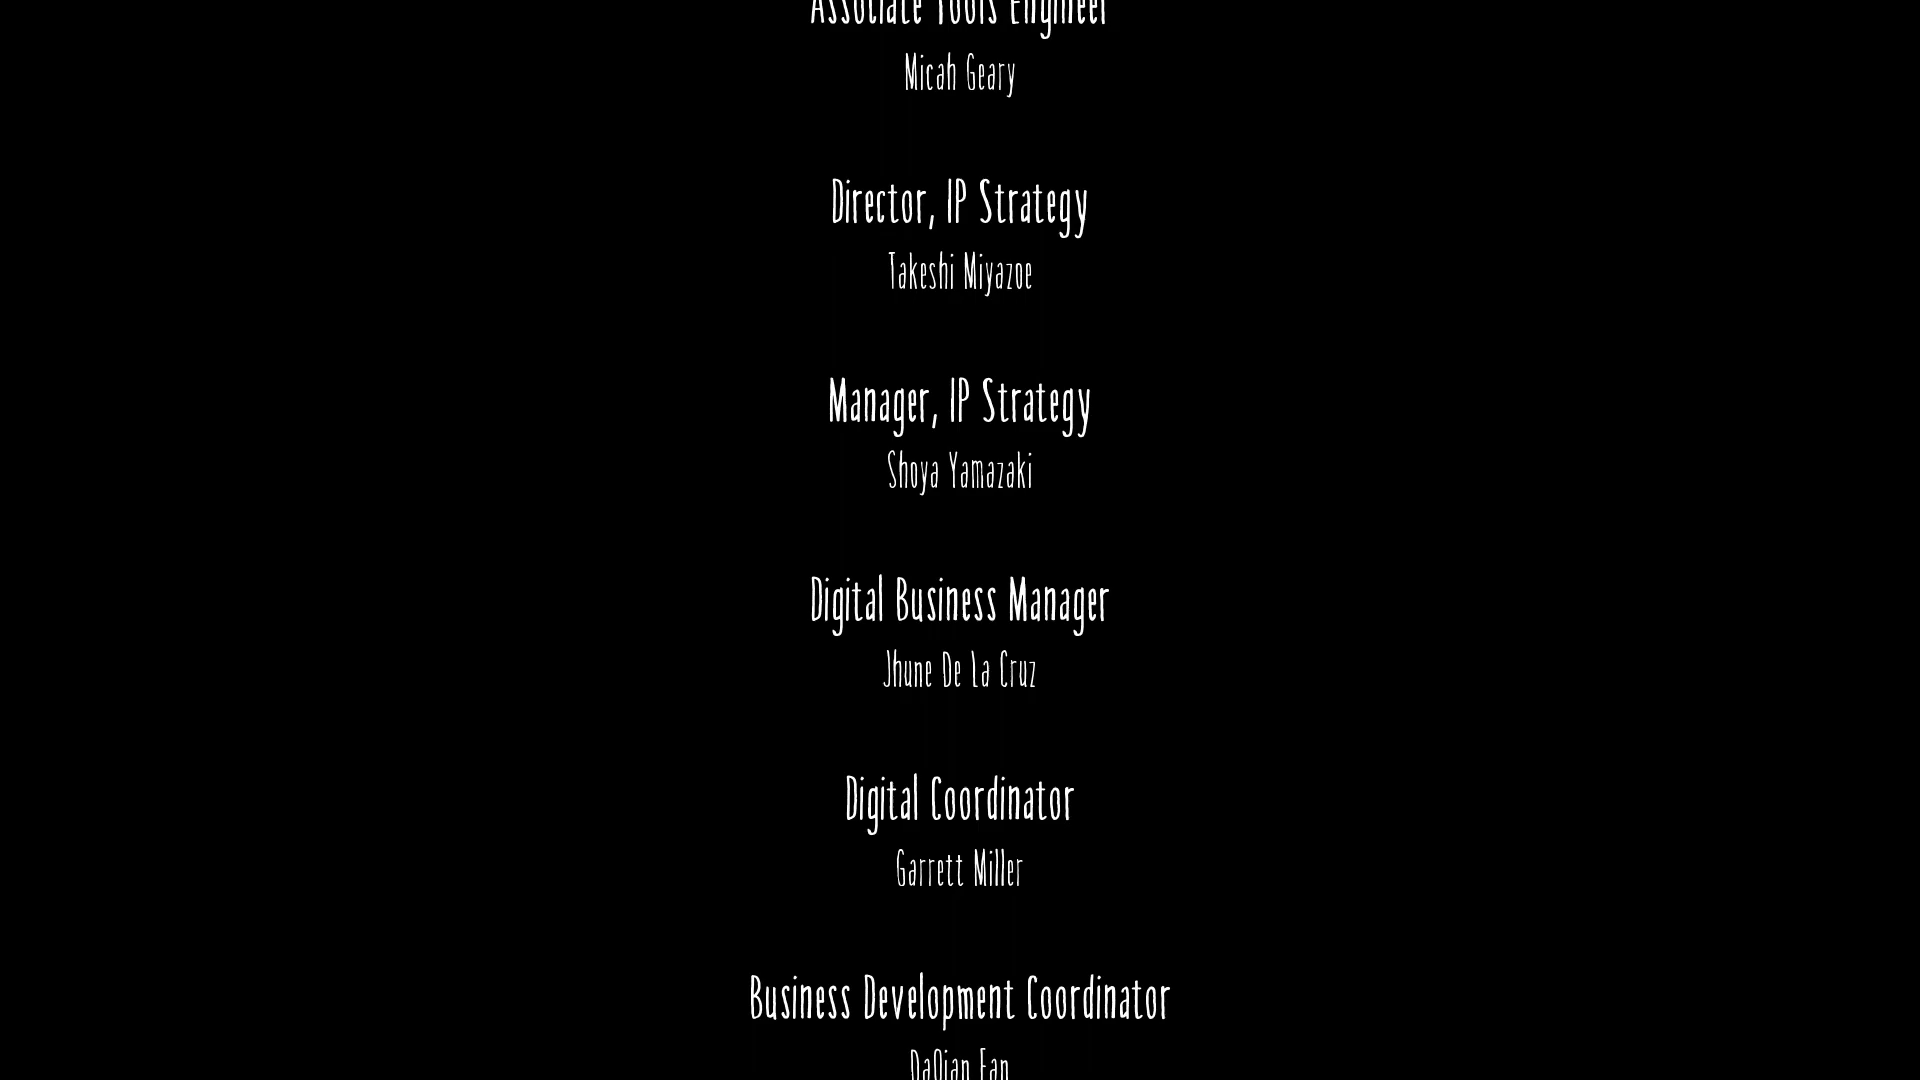 Associate Tools Engineer
Micah Geary
Director, IP Strategy
Takeshi Miyazoe
Manager, IP Strategy
Shoya Yamazaki
Digital Business Manager
Jhune De La Cruz
Digital Coordinator
Garrett Miller
Business Development Coordinator
DaQian Fan